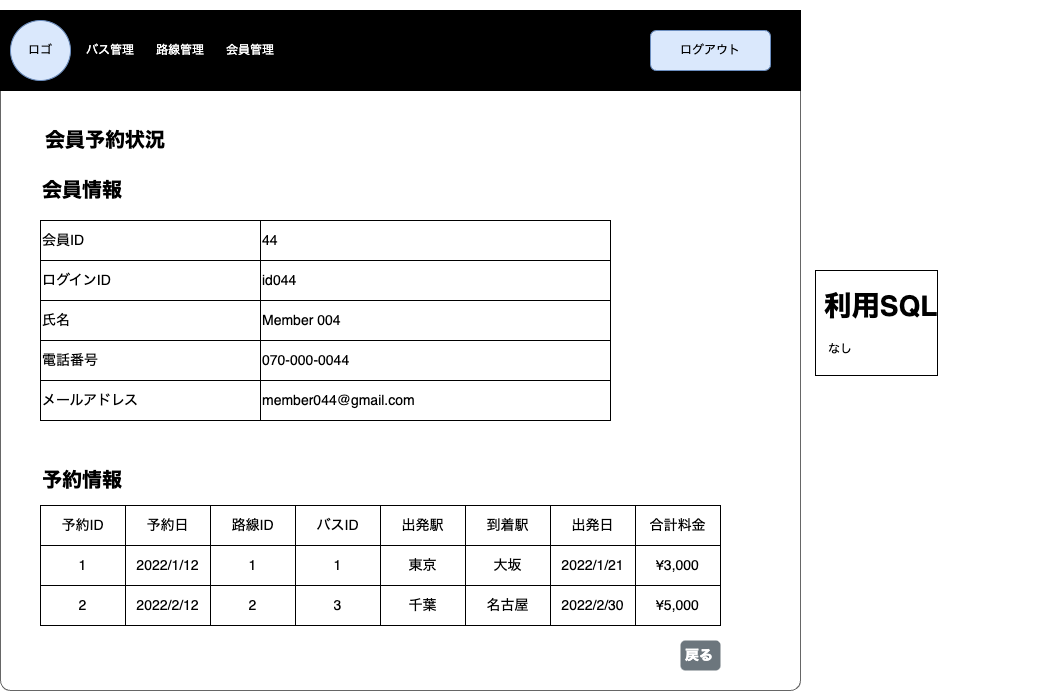 ロゴ バス管理 路線管理 会員管理 ログアウト
会員予約状況
会員情報
会員ID 44
ログインID id044
氏名 Member 004
電話番号 070-000-0044
メールアドレス member044@gmail.com
利用SQL
なし
予約情報
予約ID 予約日 路線ID バスID 出発駅 到着駅 出発日 合計料金
1 2022/1/12 1 1 東京 大坂 2022/1/21 ¥3,000
2 2022/2/12 2 3 千葉 名古屋 2022/2/30 ¥5,000
戻る